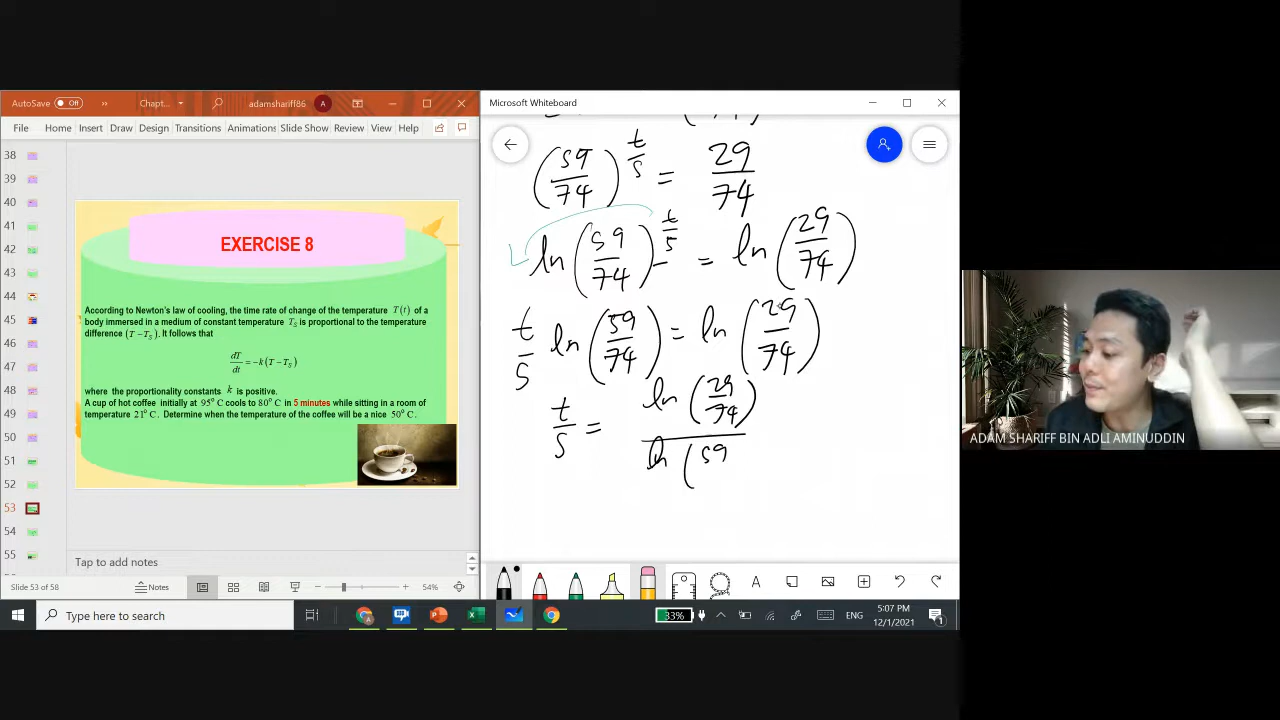 AutoSave Off
Chapt...
adamshariff86
A
File Home Insert Draw Design Transitions Animations Slide Show Review View Help
38
39
40
41
42
43
44
45
46
47
48
49
50
51
52
53
54
55
EXERCISE 8
According to Newton's law of cooling, the time rate of change of the temperature T(t) of a
body immersed in a medium of constant temperature T_S is proportional to the temperature
difference (T − T_S). It follows that
dT/dt = −k(T − T_S)
where the proportionality constants k is positive.
A cup of hot coffee initially at 95⁰ C cools to 80⁰ C in 5 minutes while sitting in a room of
temperature 21⁰ C. Determine when the temperature of the coffee will be a nice 50⁰ C.
Tap to add notes
Slide 53 of 58
Notes
54%
Microsoft Whiteboard
(59/74)^(t/5) = 29/74
ln (59/74)^(t/5) = ln (29/74)
t/5 ln (59/74) = ln (29/74)
t/5 = ln (29/74) / ln (59
ADAM SHARIFF BIN ADLI AMINUDDIN
Type here to search
33%
ENG
5:07 PM
12/1/2021
1